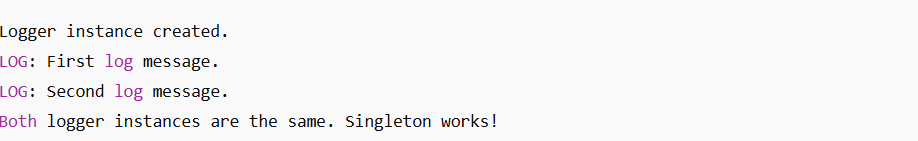 Logger instance created.
LOG: First log message.
LOG: Second log message.
Both logger instances are the same. Singleton works!